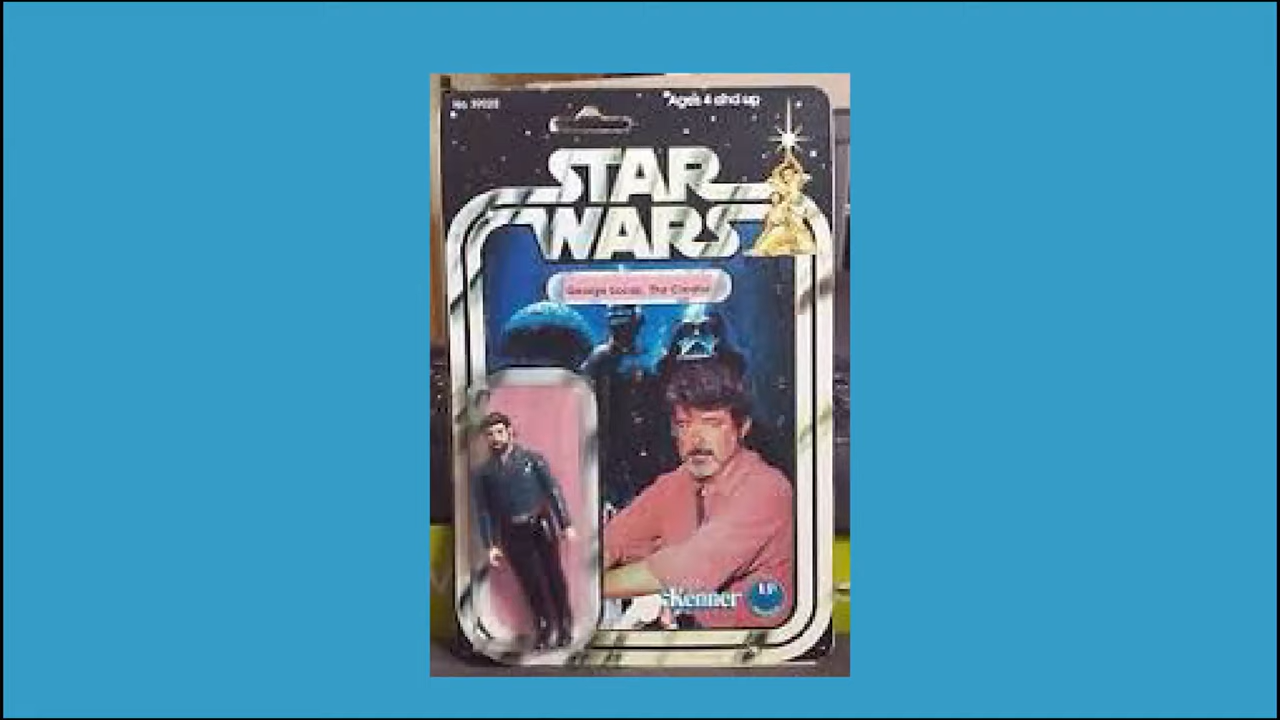 Ages 4 and up
STAR
WARS
George Lucas, The Creator
Kenner